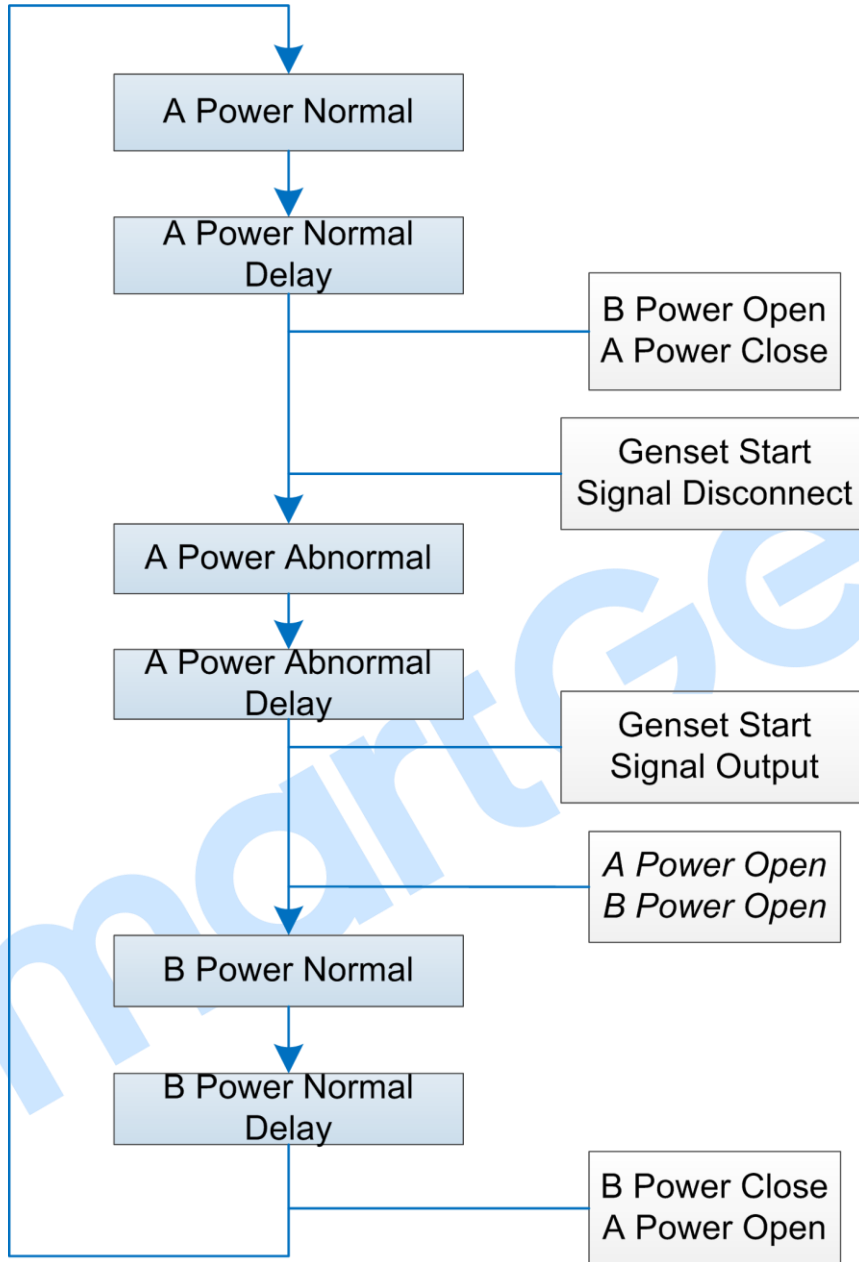 A Power Normal
A Power Normal
Delay
B Power Open
A Power Close
Genset Start
Signal Disconnect
A Power Abnormal
A Power Abnormal
Delay
Genset Start
Signal Output
A Power Open
B Power Open
B Power Normal
B Power Normal
Delay
B Power Close
A Power Open
martGe